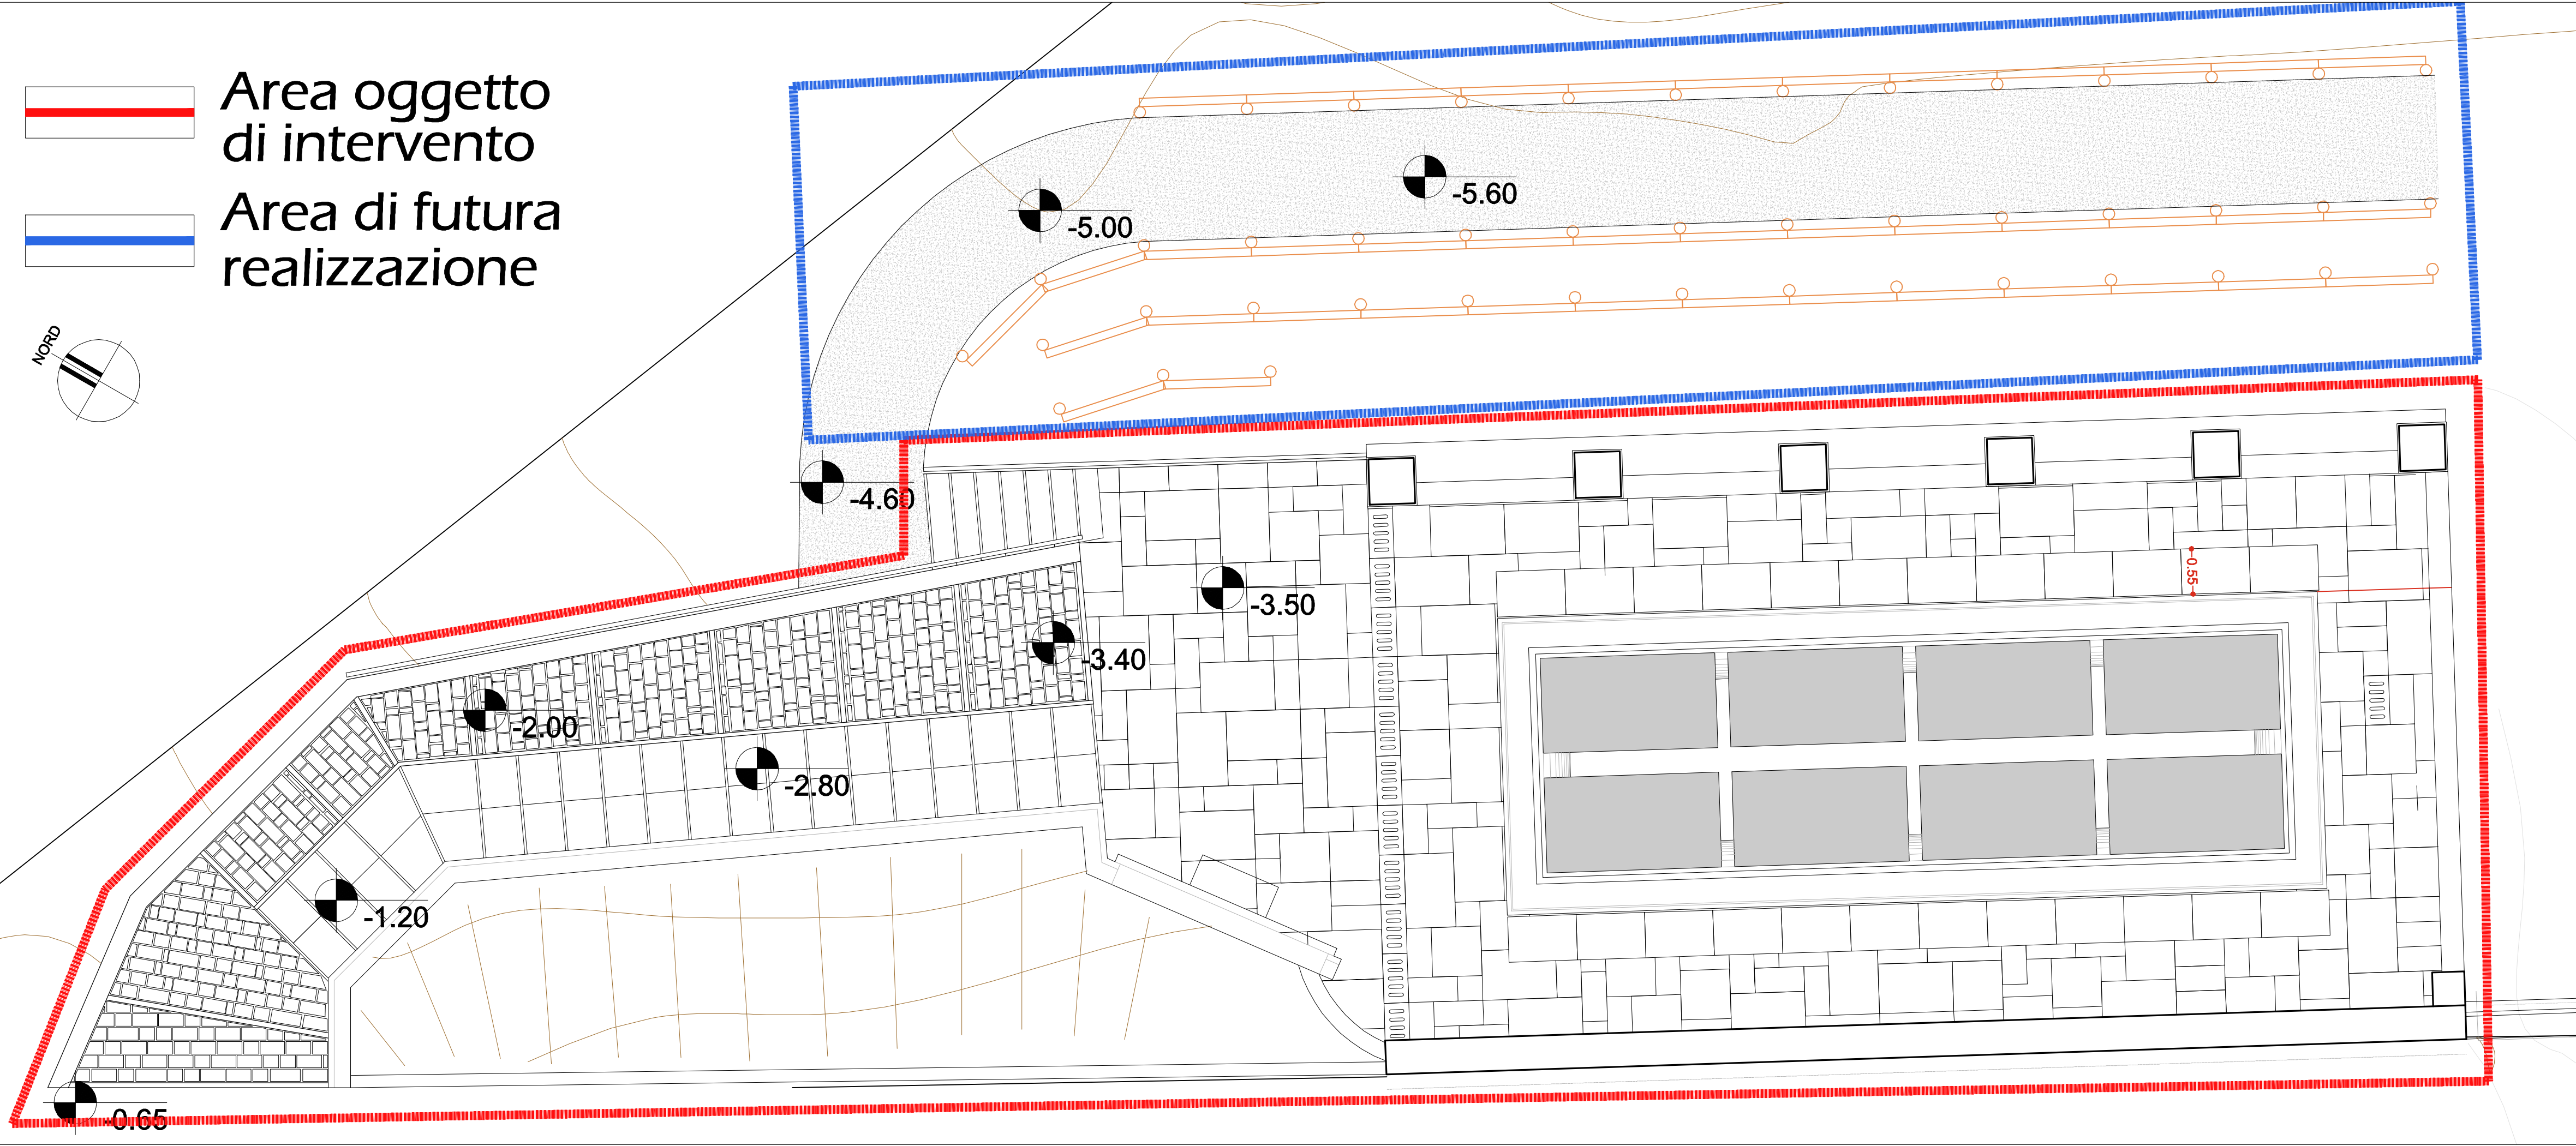 Area oggetto
di intervento
Area di futura
realizzazione
NORD
-5.60
-5.00
-4.60
0.55
-3.50
-3.40
-2.00
-2.80
-1.20
-0.65